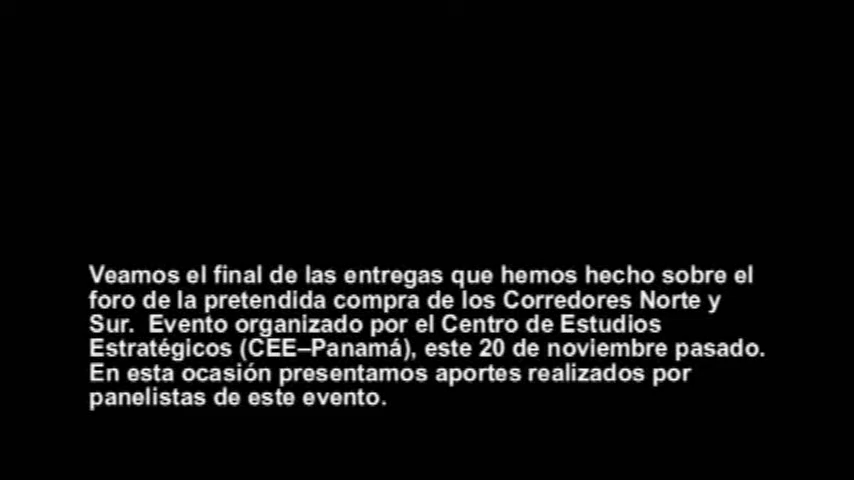 Veamos el final de las entregas que hemos hecho sobre el
foro de la pretendida compra de los Corredores Norte y
Sur.  Evento organizado por el Centro de Estudios
Estratégicos (CEE–Panamá), este 20 de noviembre pasado.
En esta ocasión presentamos aportes realizados por
panelistas de este evento.